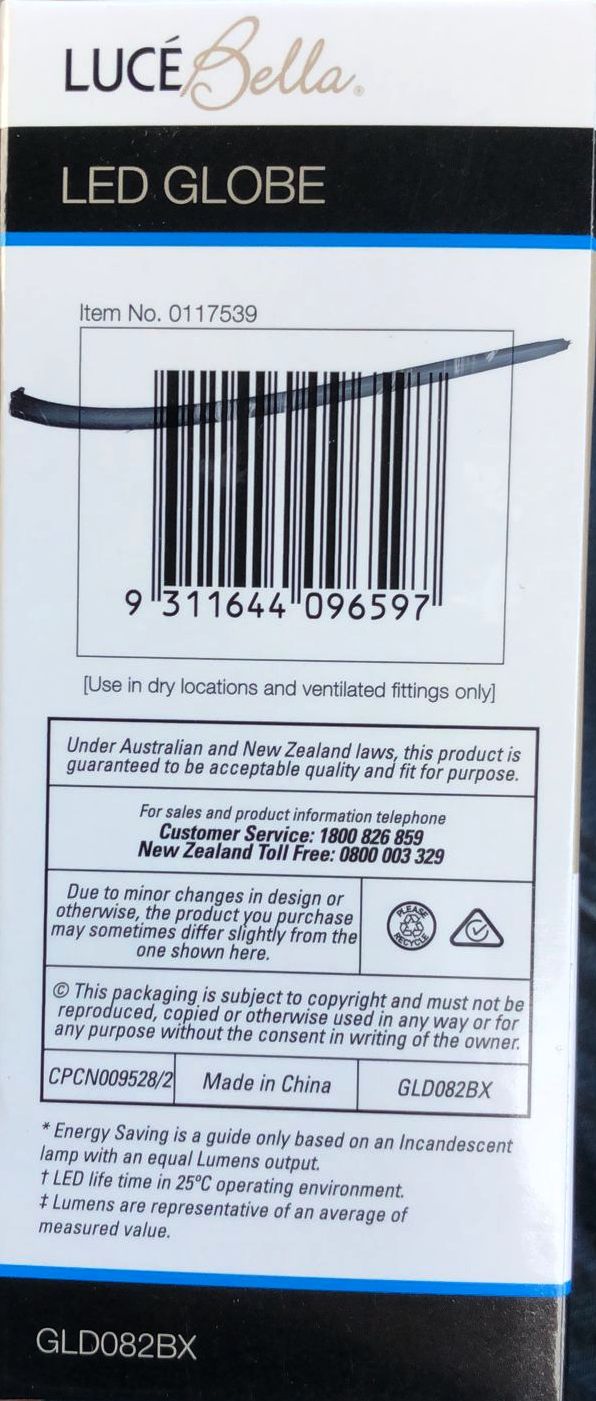 LUCÉ Bella®
LED GLOBE
Item No. 0117539
9 311644 096597
[Use in dry locations and ventilated fittings only]
Under Australian and New Zealand laws, this product is
guaranteed to be acceptable quality and fit for purpose.
For sales and product information telephone
Customer Service: 1800 826 859
New Zealand Toll Free: 0800 003 329
Due to minor changes in design or
otherwise, the product you purchase
may sometimes differ slightly from the
one shown here.
PLEASE
RECYCLE
© This packaging is subject to copyright and must not be
reproduced, copied or otherwise used in any way or for
any purpose without the consent in writing of the owner.
CPCN009528/2 Made in China GLD082BX
* Energy Saving is a guide only based on an Incandescent
lamp with an equal Lumens output.
† LED life time in 25ºC operating environment.
‡ Lumens are representative of an average of
measured value.
GLD082BX